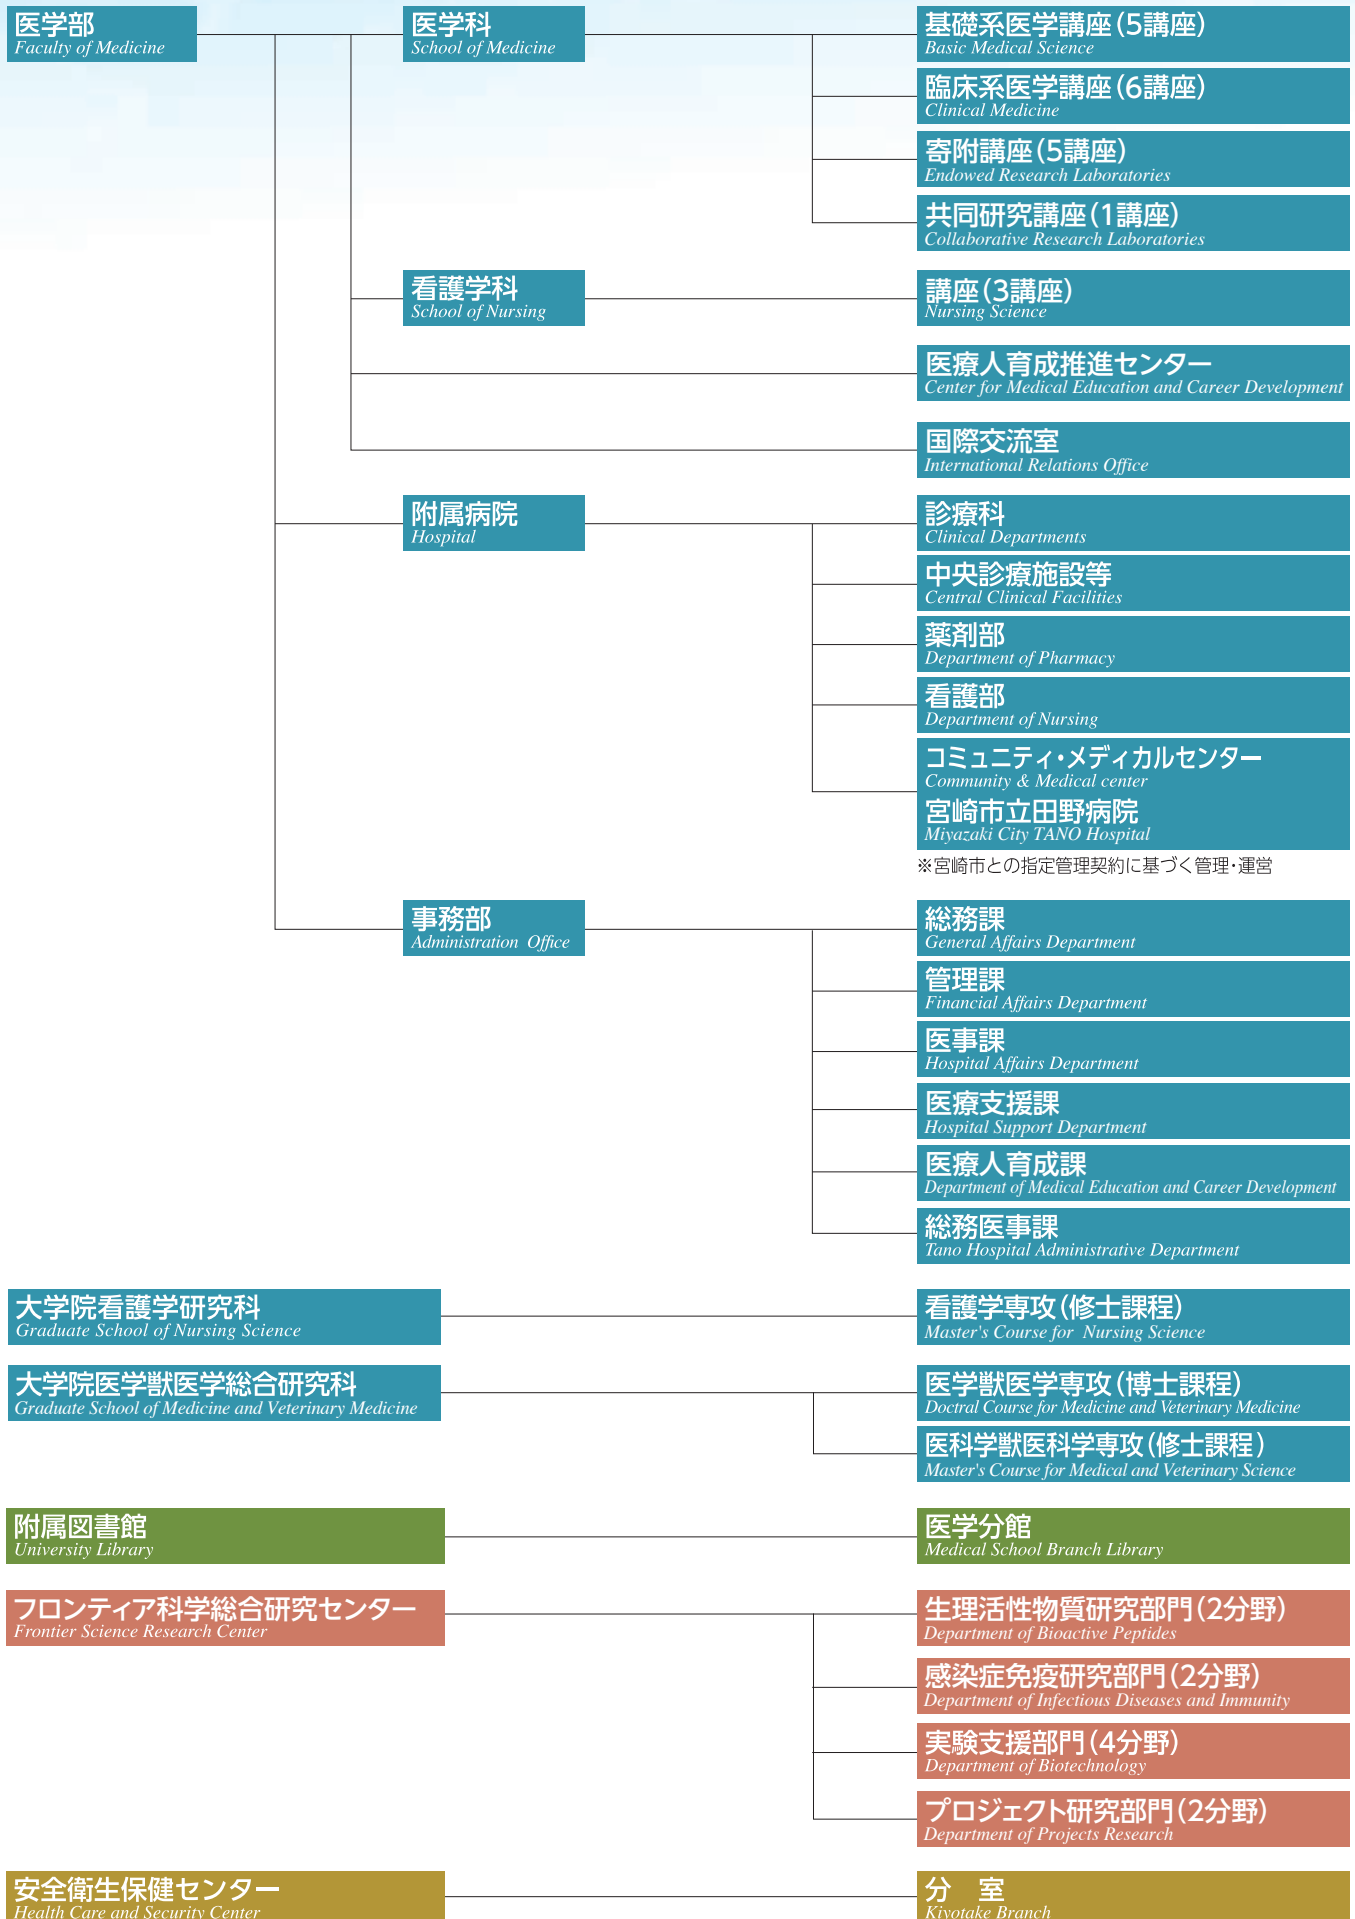 医学部
Faculty of Medicine
医学科
School of Medicine
基礎系医学講座(5講座)
Basic Medical Science
臨床系医学講座(6講座)
Clinical Medicine
寄附講座(5講座)
Endowed Research Laboratories
共同研究講座(1講座)
Collaborative Research Laboratories
看護学科
School of Nursing
講座(3講座)
Nursing Science
医療人育成推進センター
Center for Medical Education and Career Development
国際交流室
International Relations Office
附属病院
Hospital
診療科
Clinical Departments
中央診療施設等
Central Clinical Facilities
薬剤部
Department of Pharmacy
看護部
Department of Nursing
コミュニティ・メディカルセンター
Community & Medical center
宮崎市立田野病院
Miyazaki City TANO Hospital
※宮崎市との指定管理契約に基づく管理・運営
事務部
Administration Office
総務課
General Affairs Department
管理課
Financial Affairs Department
医事課
Hospital Affairs Department
医療支援課
Hospital Support Department
医療人育成課
Department of Medical Education and Career Development
総務医事課
Tano Hospital Administrative Department
大学院看護学研究科
Graduate School of Nursing Science
看護学専攻(修士課程)
Master's Course for Nursing Science
大学院医学獣医学総合研究科
Graduate School of Medicine and Veterinary Medicine
医学獣医学専攻(博士課程)
Doctral Course for Medicine and Veterinary Medicine
医科学獣医科学専攻(修士課程)
Master's Course for Medical and Veterinary Science
附属図書館
University Library
医学分館
Medical School Branch Library
フロンティア科学総合研究センター
Frontier Science Research Center
生理活性物質研究部門(2分野)
Department of Bioactive Peptides
感染症免疫研究部門(2分野)
Department of Infectious Diseases and Immunity
実験支援部門(4分野)
Department of Biotechnology
プロジェクト研究部門(2分野)
Department of Projects Research
安全衛生保健センター
Health Care and Security Center
分　室
Kiyotake Branch